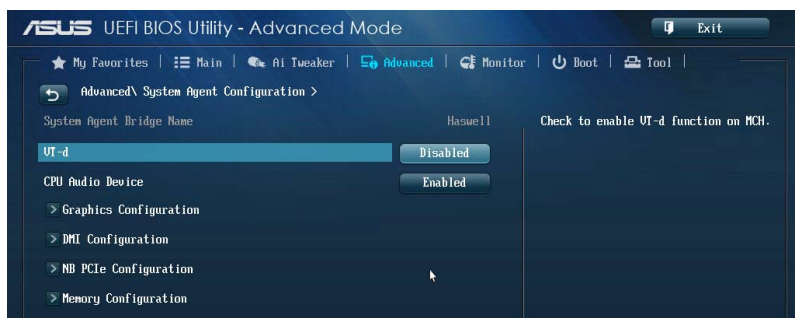 ASUS UEFI BIOS Utility - Advanced Mode
Exit
My Favorites | Main | Ai Tweaker | Advanced | Monitor | Boot | Tool |
Advanced\ System Agent Configuration >
System Agent Bridge Name Haswell
Check to enable VT-d function on MCH.
VT-d Disabled
CPU Audio Device Enabled
> Graphics Configuration
> DMI Configuration
> NB PCIe Configuration
> Memory Configuration